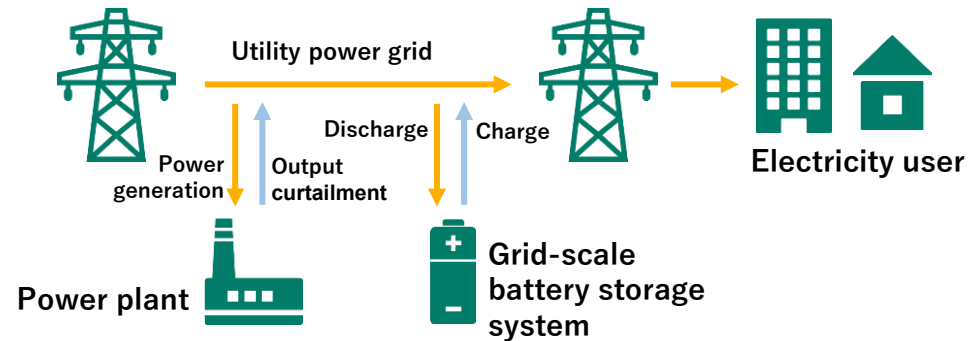 Utility power grid
Discharge
Charge
Power
generation
Output
curtailment
Electricity user
Power plant
+
−
Grid-scale
battery storage
system